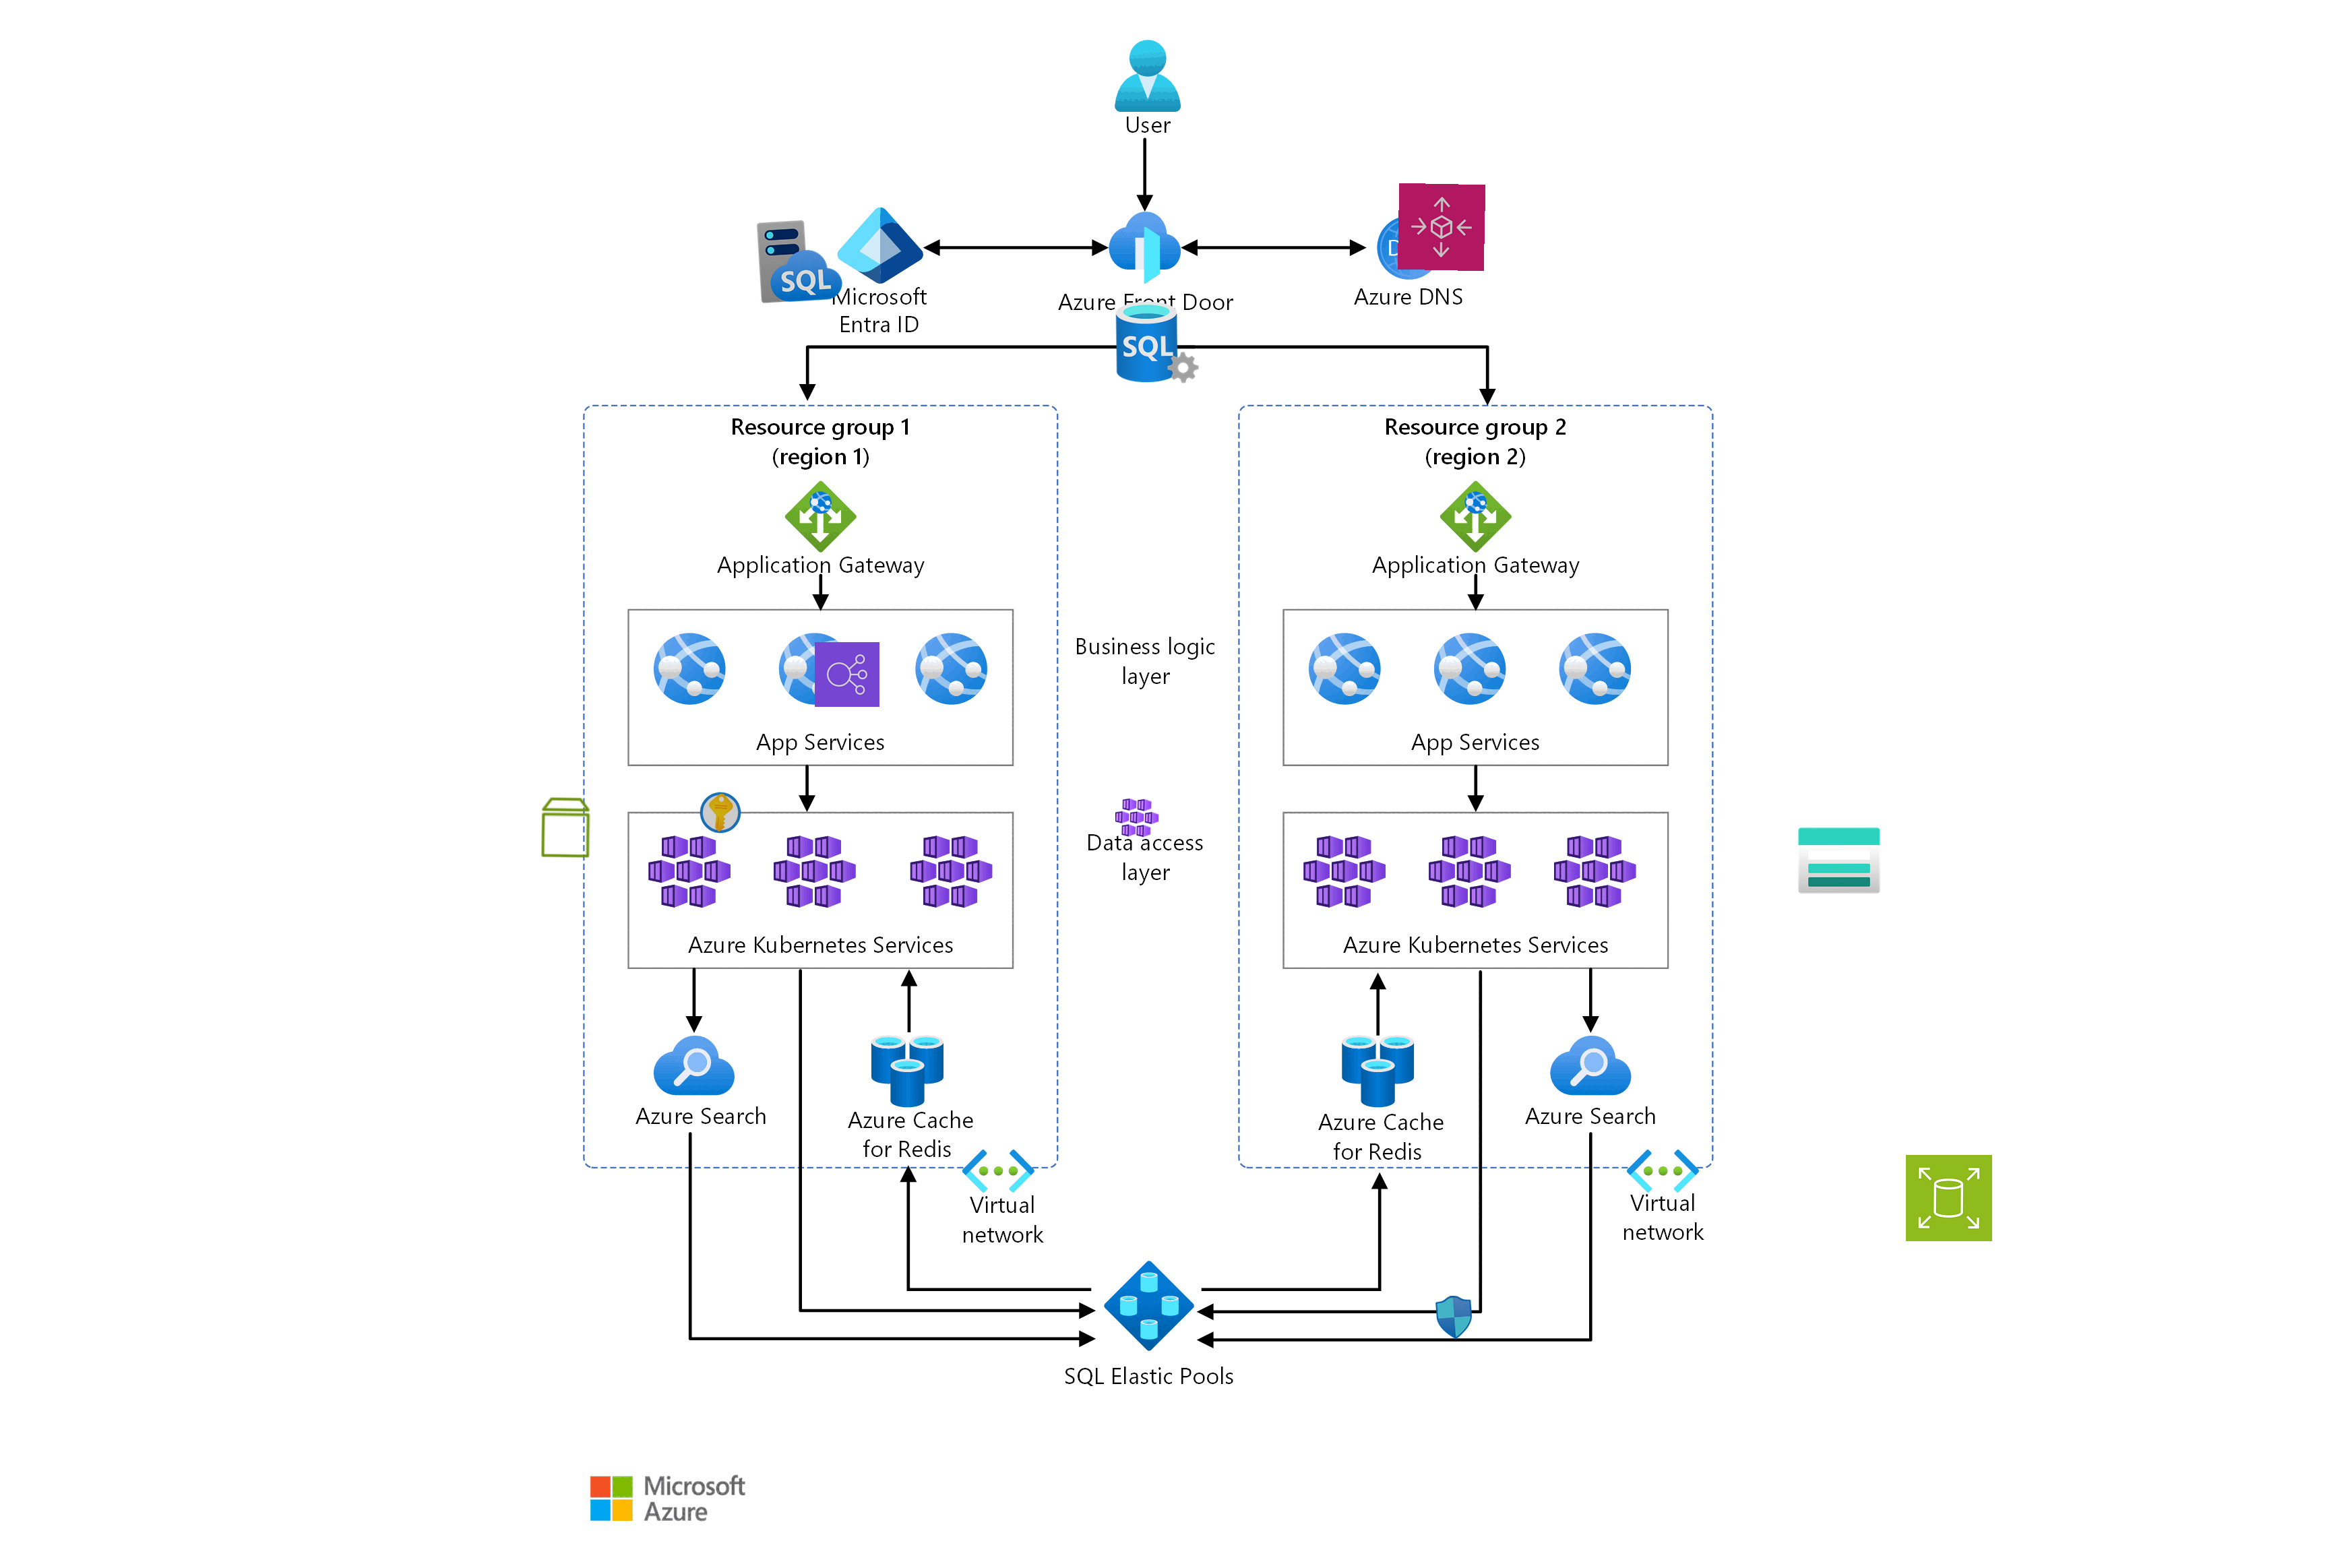 User
SQL
Microsoft
Entra ID
Azure Front Door
D
Azure DNS
SQL
Resource group 1
(region 1)
Resource group 2
(region 2)
Application Gateway
Application Gateway
Business logic
layer
App Services
App Services
Data access
layer
Azure Kubernetes Services
Azure Kubernetes Services
Azure Search
Azure Cache
for Redis
Azure Cache
for Redis
Azure Search
Virtual
network
Virtual
network
SQL Elastic Pools
Microsoft
Azure